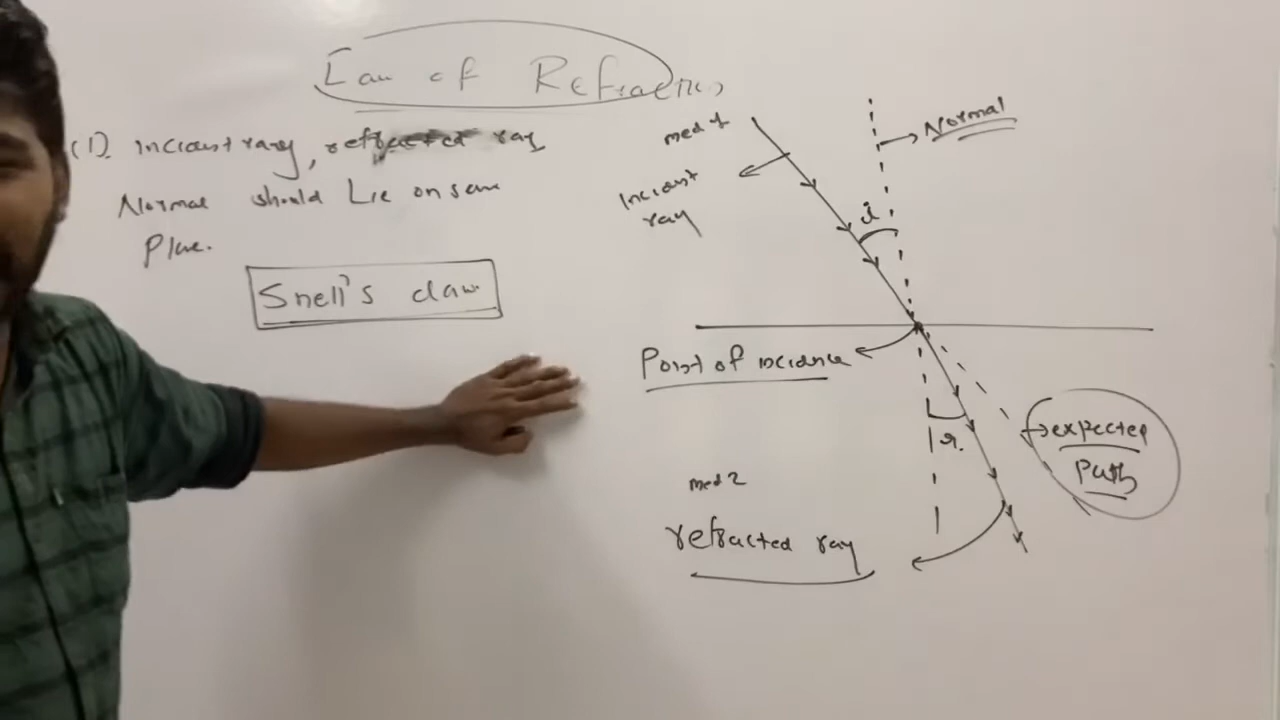 Law of Refraction
(1). Incident ray, refracted ray
Normal should Lie on same
Plane.
Snell's Law
med 1
Normal
Incident
ray
i
Point of incidence
r.
expected
Path
med 2
refracted ray